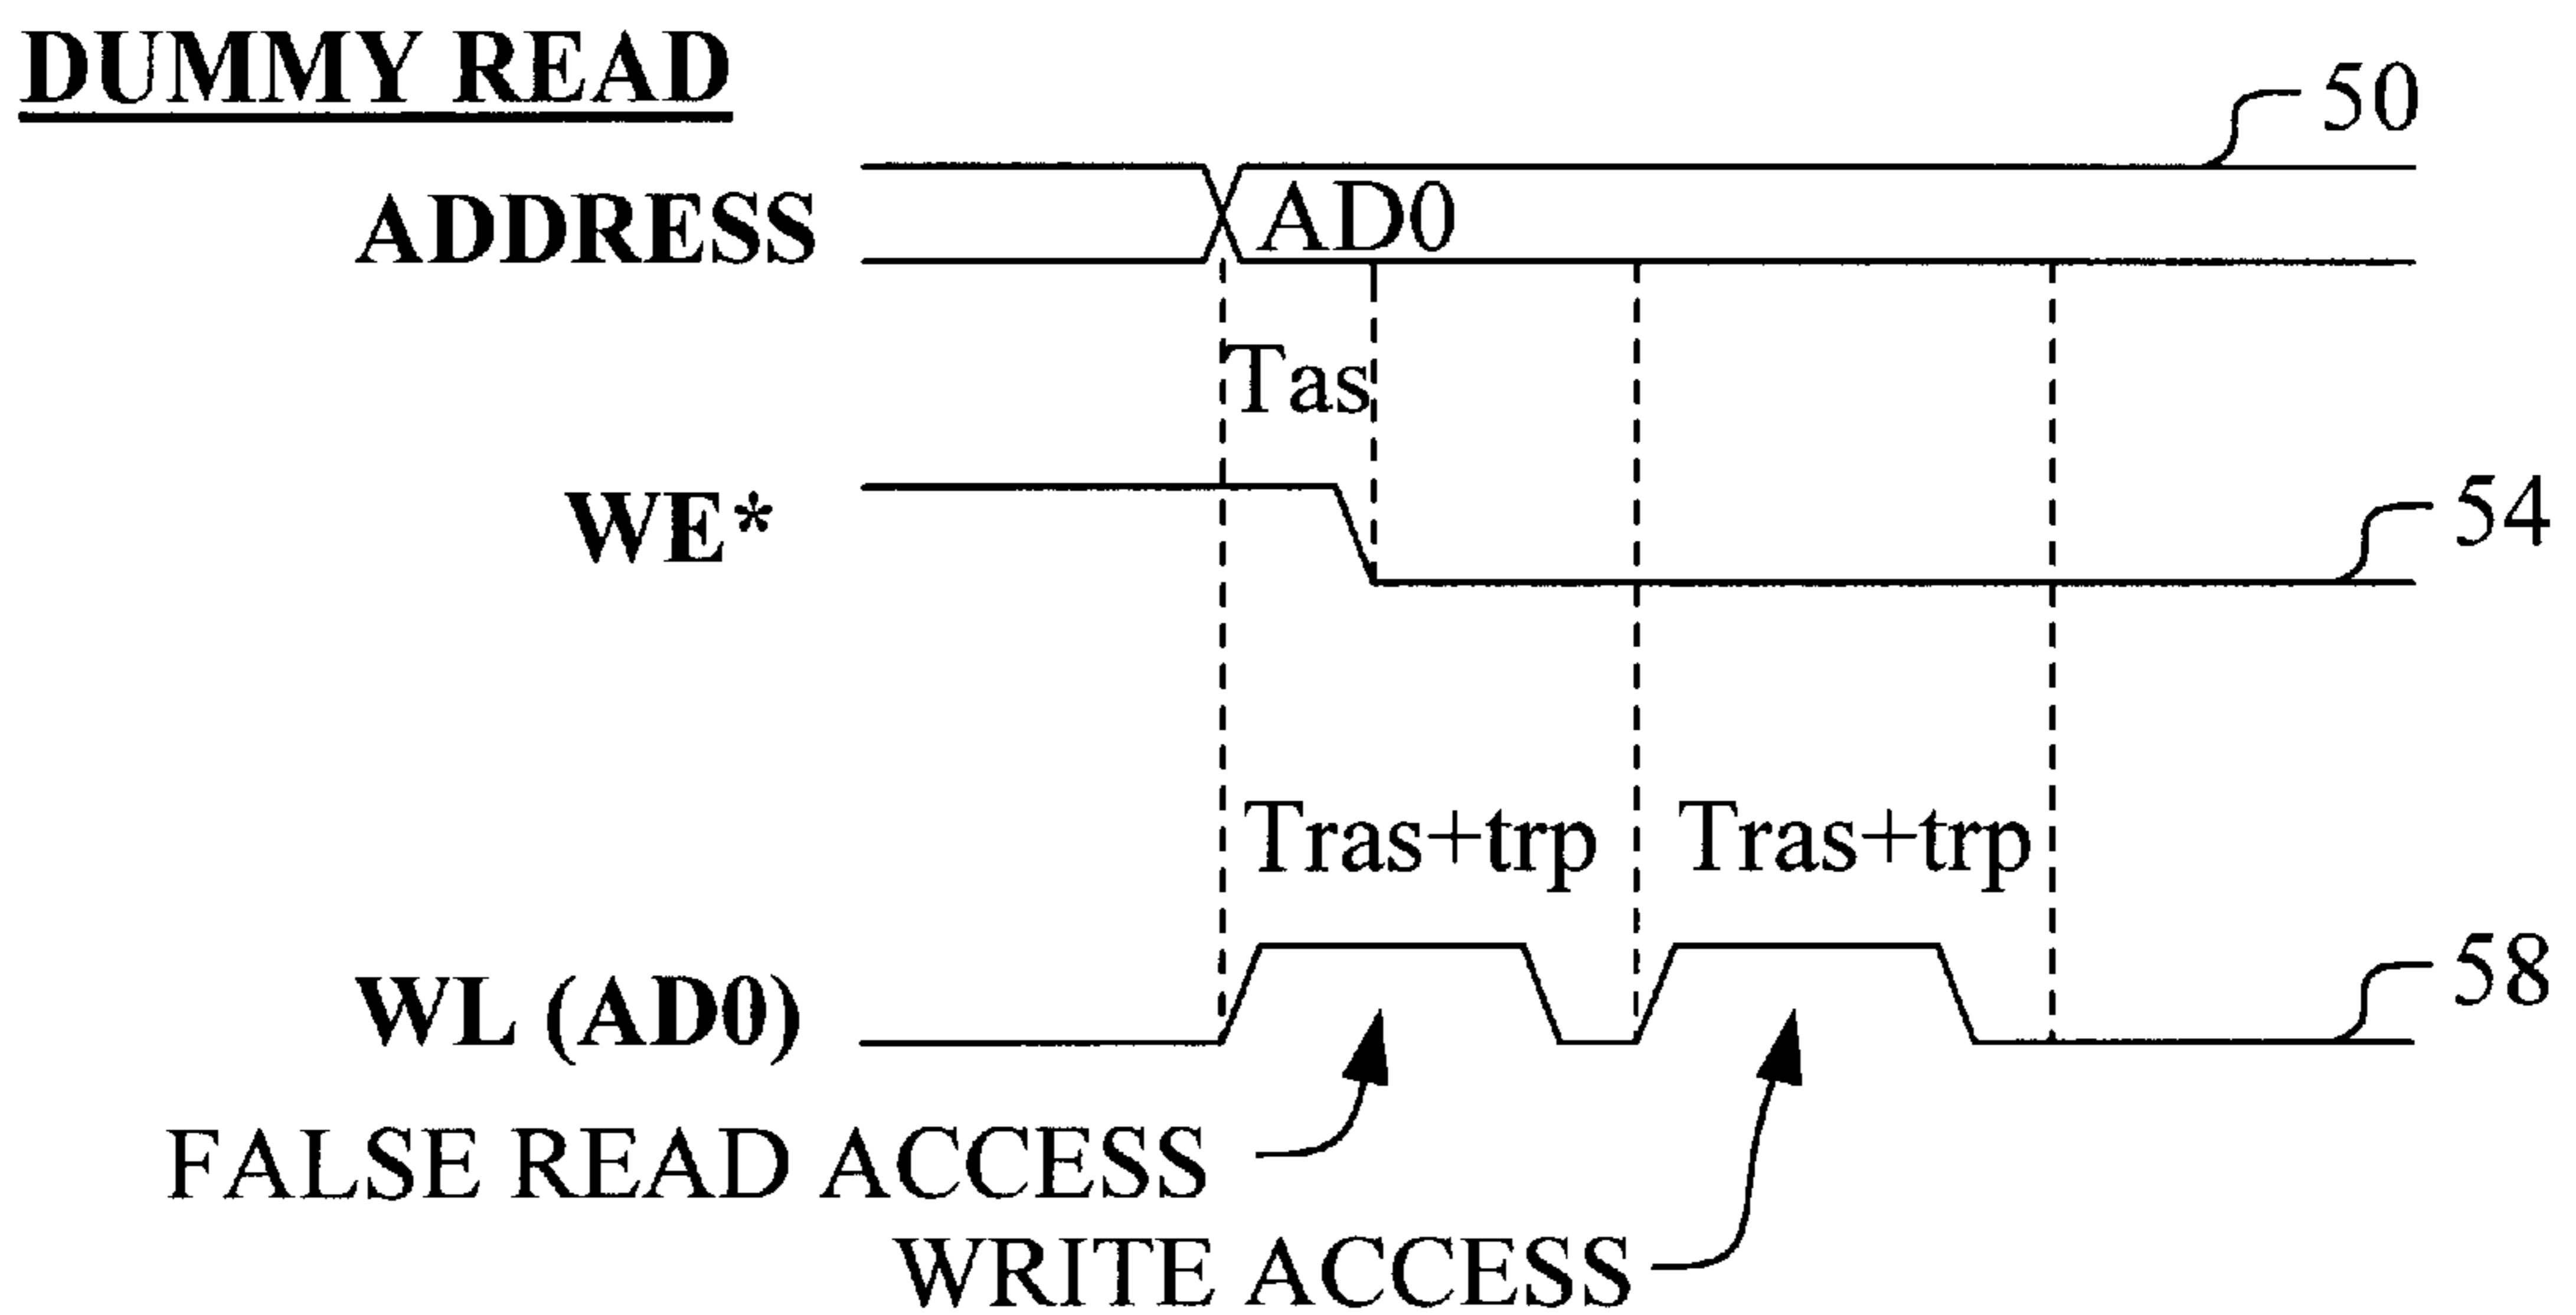 DUMMY READ
50
ADDRESS
AD0
Tas
WE*
54
Tras+trp
Tras+trp
WL (AD0)
58
FALSE READ ACCESS
WRITE ACCESS